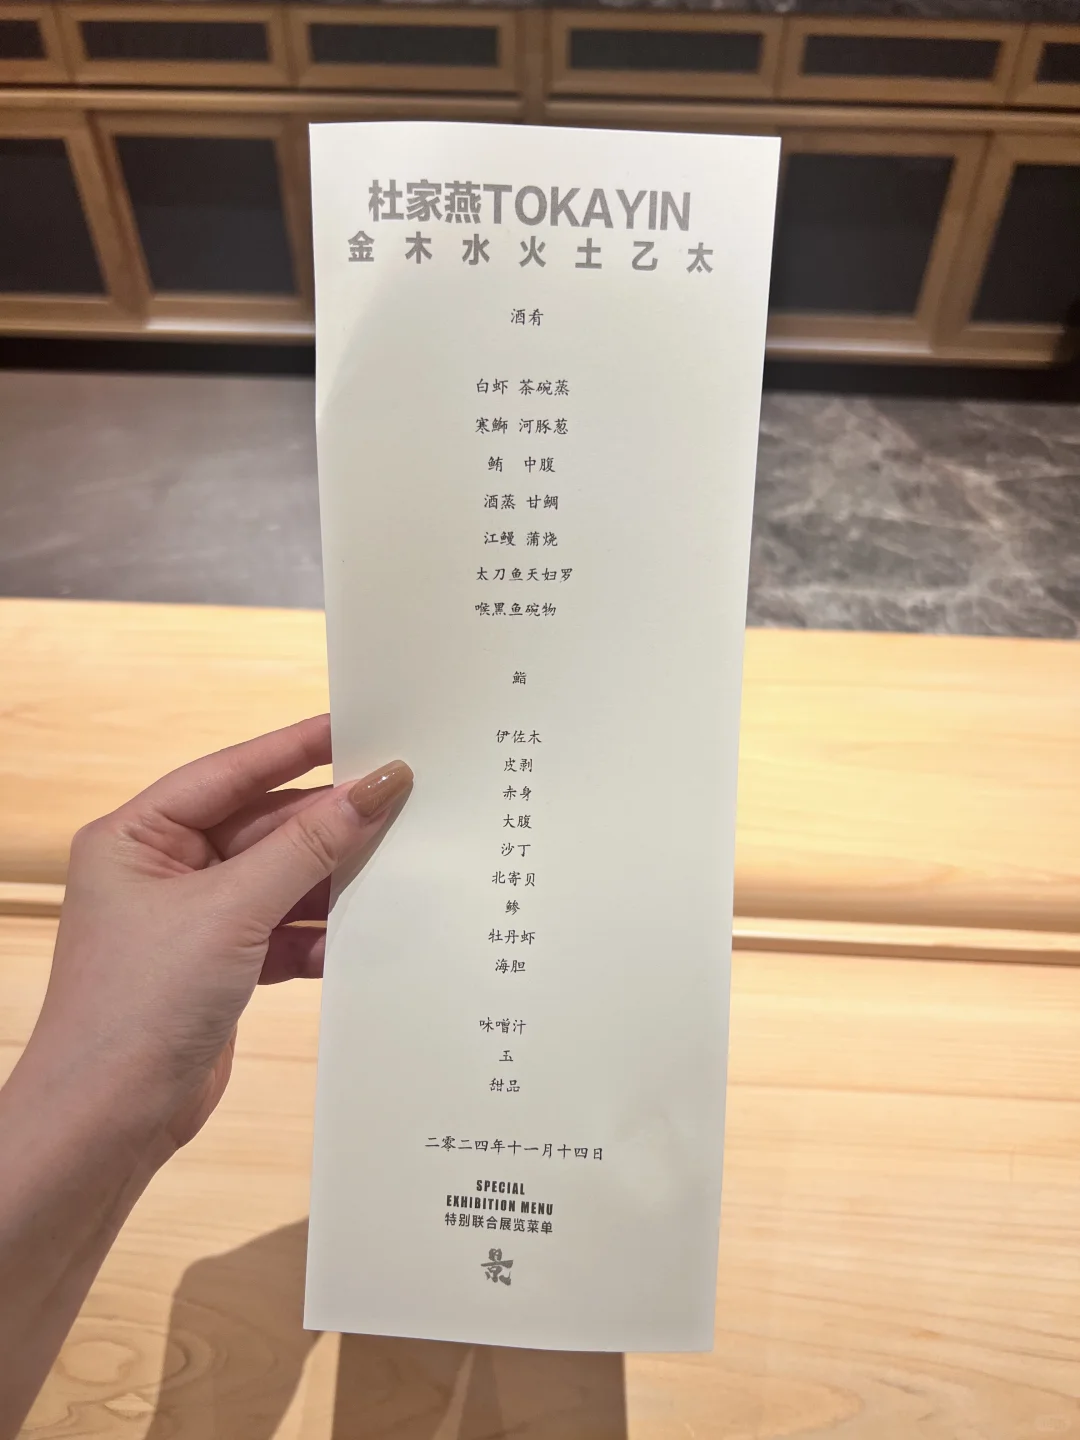 杜家燕TOKAYIN
金 木 水 火 土 乙 太
酒肴
白虾 茶碗蒸
寒鰤 河豚葱
鲔 中腹
酒蒸 甘鲷
江鳗 蒲烧
太刀鱼天妇罗
喉黑鱼碗物
鮨
伊佐木
皮剥
赤身
大腹
沙丁
北寄贝
鲹
牡丹虾
海胆
味噌汁
玉
甜品
二零二四年十一月十四日
SPECIAL
EXHIBITION MENU
特别联合展览菜单
景